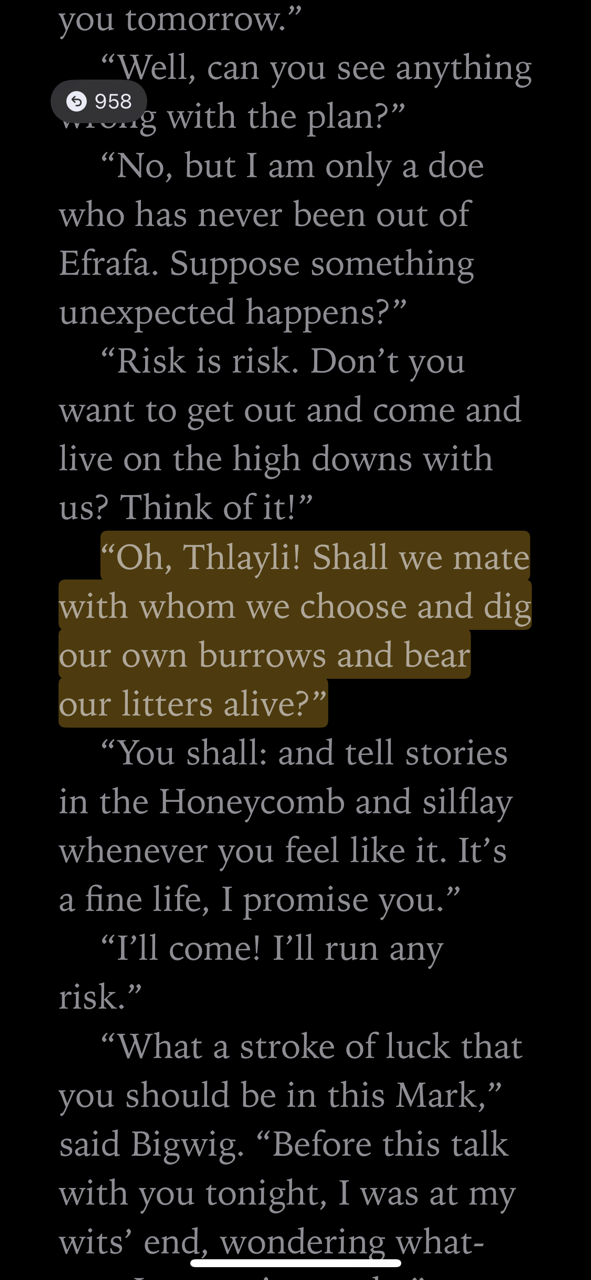 you tomorrow.”
“Well, can you see anything
958
wrong with the plan?”
“No, but I am only a doe
who has never been out of
Efrafa. Suppose something
unexpected happens?”
“Risk is risk. Don’t you
want to get out and come and
live on the high downs with
us? Think of it!”
“Oh, Thlayli! Shall we mate
with whom we choose and dig
our own burrows and bear
our litters alive?”
“You shall: and tell stories
in the Honeycomb and silflay
whenever you feel like it. It’s
a fine life, I promise you.”
“I’ll come! I’ll run any
risk.”
“What a stroke of luck that
you should be in this Mark,”
said Bigwig. “Before this talk
with you tonight, I was at my
wits’ end, wondering what-